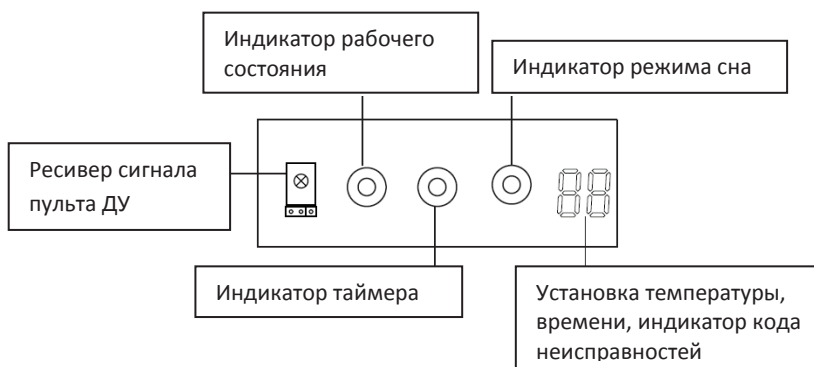 Индикатор рабочего
состояния
Индикатор режима сна
Ресивер сигнала
пульта ДУ
Индикатор таймера
Установка температуры,
времени, индикатор кода
неисправностей